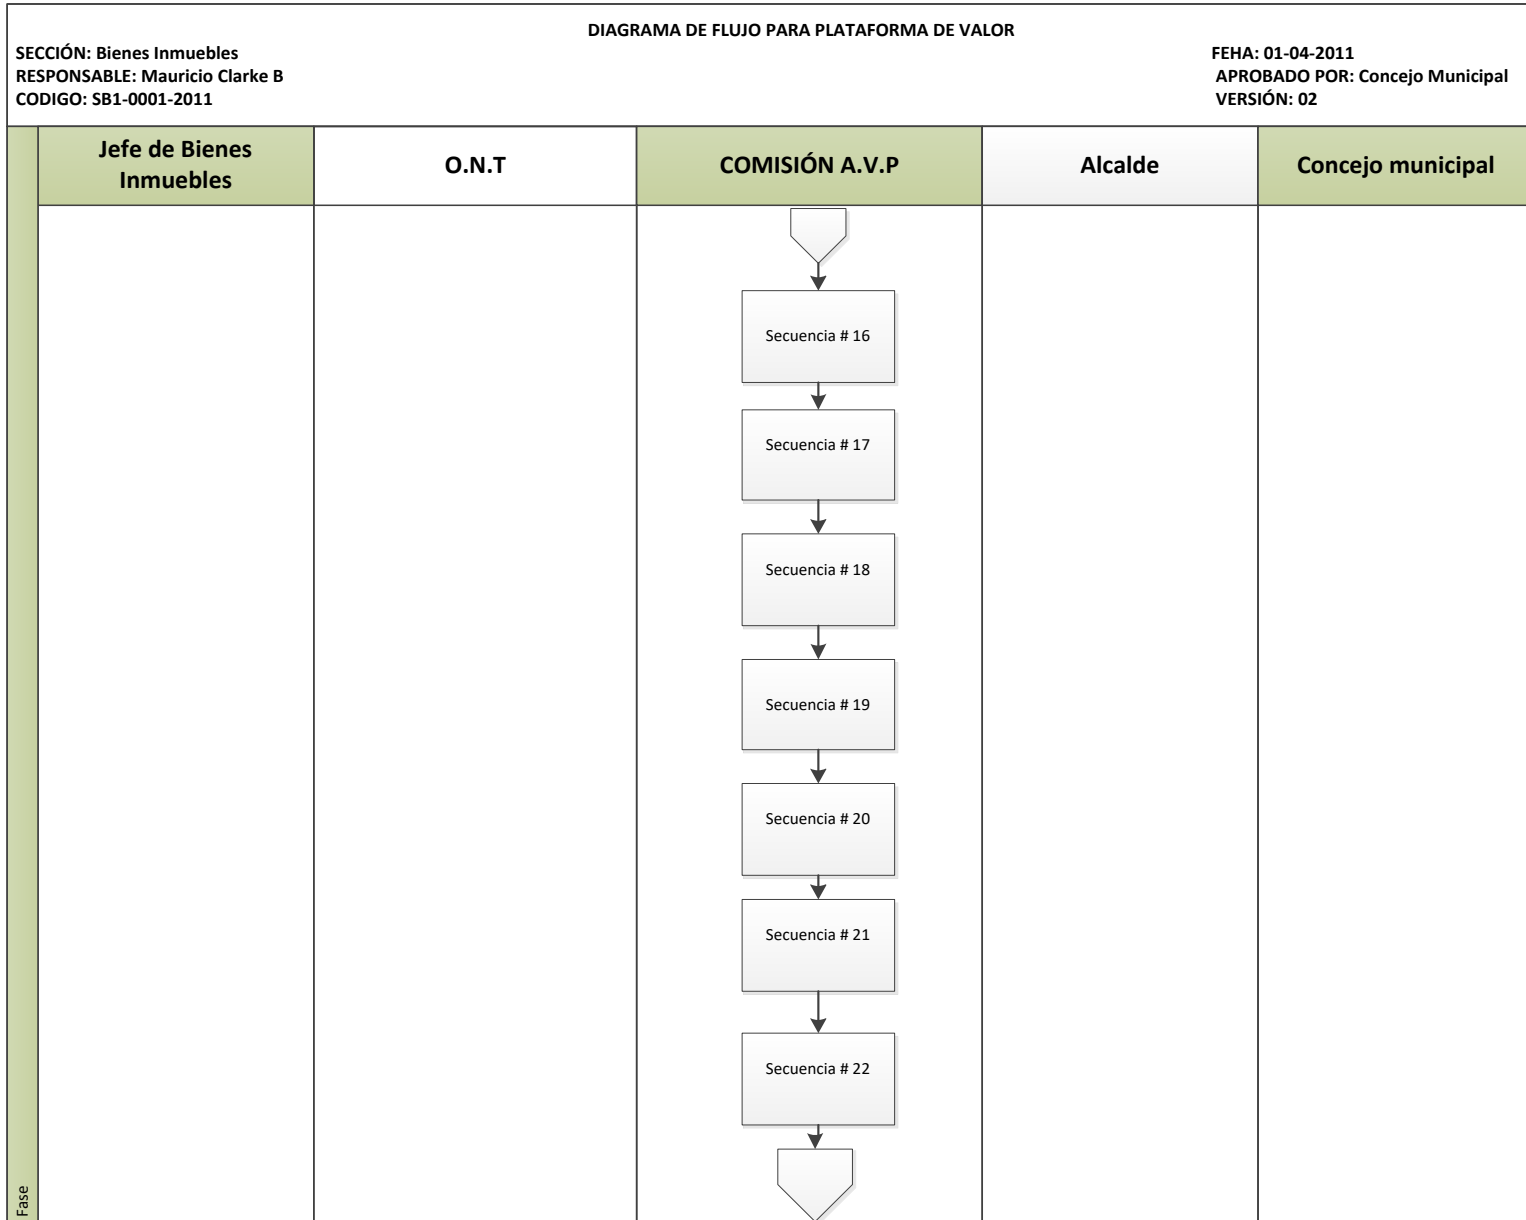 DIAGRAMA DE FLUJO PARA PLATAFORMA DE VALOR
SECCIÓN: Bienes Inmuebles
FEHA: 01-04-2011
RESPONSABLE: Mauricio Clarke B
APROBADO POR: Concejo Municipal
CODIGO: SB1-0001-2011
VERSIÓN: 02
Jefe de Bienes
Inmuebles
O.N.T
COMISIÓN A.V.P
Alcalde
Concejo municipal
Secuencia # 16
Secuencia # 17
Secuencia # 18
Secuencia # 19
Secuencia # 20
Secuencia # 21
Secuencia # 22
Fase